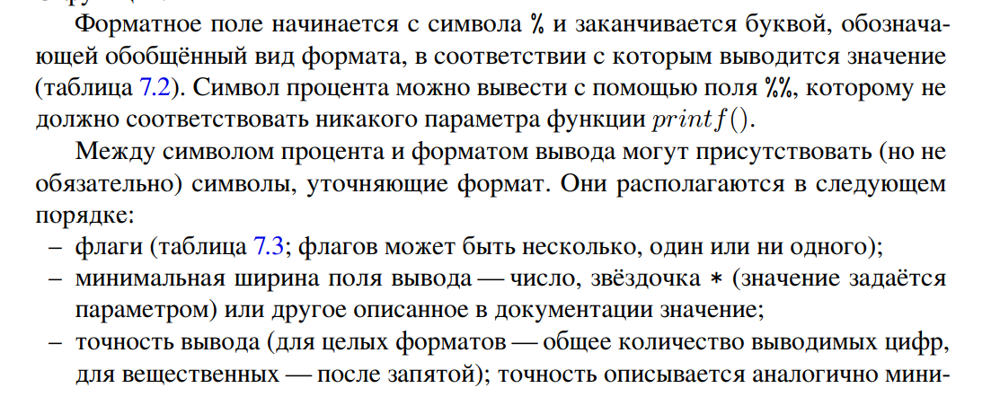 Форматное поле начинается с символа % и заканчивается буквой, обознача-
ющей обобщённый вид формата, в соответствии с которым выводится значение
(таблица 7.2). Символ процента можно вывести с помощью поля %%, которому не
должно соответствовать никакого параметра функции printf().
Между символом процента и форматом вывода могут присутствовать (но не
обязательно) символы, уточняющие формат. Они располагаются в следующем
порядке:
– флаги (таблица 7.3; флагов может быть несколько, один или ни одного);
– минимальная ширина поля вывода — число, звёздочка * (значение задаётся
параметром) или другое описанное в документации значение;
– точность вывода (для целых форматов — общее количество выводимых цифр,
для вещественных — после запятой); точность описывается аналогично мини-